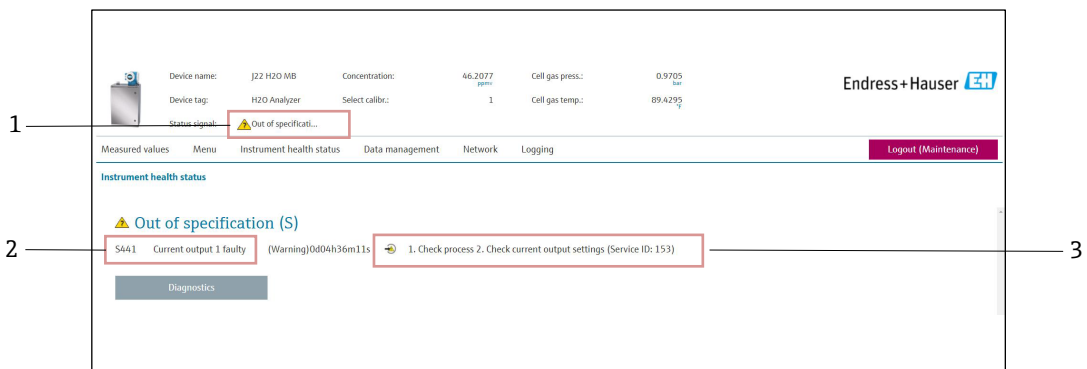 Device name: J22 H2O MB Concentration: 46.2077 ppmv Cell gas press.: 0.9705 bar
Endress+Hauser EH
Device tag: H2O Analyzer Select calibr.: 1 Cell gas temp.: 89.4295 °F
1
Status signal: Out of specificati...
Measured values Menu Instrument health status Data management Network Logging Logout (Maintenance)
Instrument health status
Out of specification (S)
2
S441 Current output 1 faulty (Warning)0d04h36m11s 1. Check process 2. Check current output settings (Service ID: 153)
3
Diagnostics